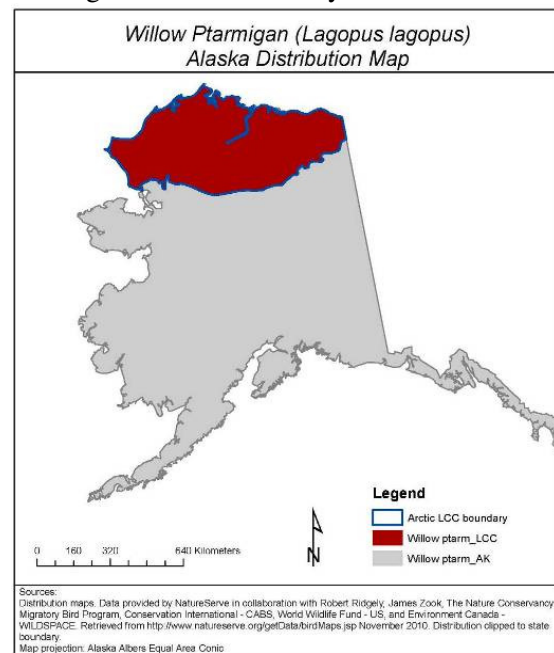 Willow Ptarmigan (Lagopus lagopus)
Alaska Distribution Map
Legend
Arctic LCC boundary
Willow ptarm_LCC
Willow ptarm_AK
0 160 320 640 Kilometers
N
Sources:
Distribution maps. Data provided by NatureServe in collaboration with Robert Ridgely, James Zook, The Nature Conservancy
Migratory Bird Program, Conservation International - CABS, World Wildlife Fund - US, and Environment Canada -
WILDSPACE. Retrieved from http://www.natureserve.org/getData/birdMaps.jsp November 2010. Distribution clipped to state
boundary.
Map projection: Alaska Albers Equal Area Conic